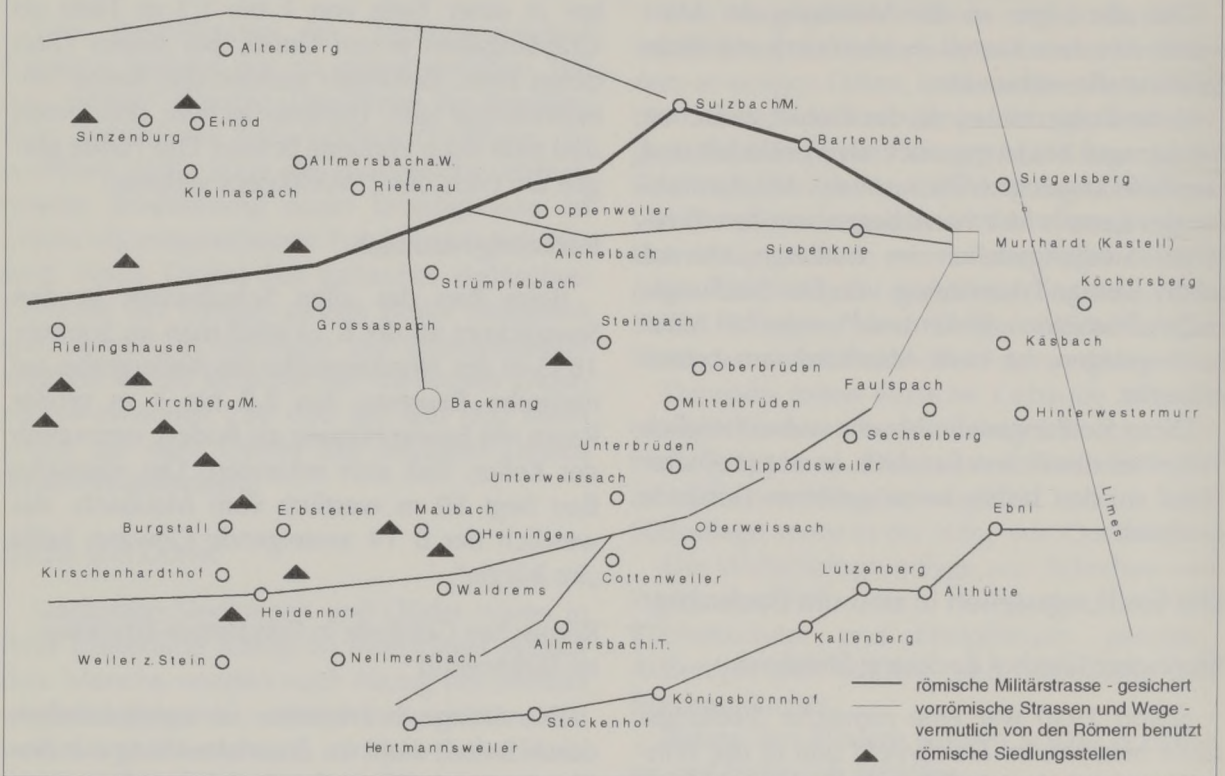 Altersberg
Sulzbach/M.
Sinzenburg
Einöd
Bartenbach
Allmersbacha.W.
Kleinaspach
Rietenau
Siegelsberg
Oppenweiler
Aichelbach
Siebenknie
Murrhardt (Kastell)
Strümpfelbach
Köchersberg
Grossaspach
Steinbach
Rielingshausen
Käsbach
Oberbrüden
Faulspach
Kirchberg/M.
Backnang
Mittelbrüden
Hinterwestermurr
Sechselberg
Unterbrüden
Lippoldsweiler
Unterweissach
Limes
Burgstall
Erbstetten
Maubach
Heiningen
Oberweissach
Ebni
Kirschenhardthof
Cottenweiler
Lutzenberg
Heidenhof
Waldrems
Althütte
Allmersbachi.T.
Kallenberg
Weiler z.Stein
Nellmersbach
Königsbronnhof
Stöckenhof
Hertmannsweiler
römische Militärstrasse - gesichert
vorrömische Strassen und Wege -
vermutlich von den Römern benutzt
römische Siedlungsstellen